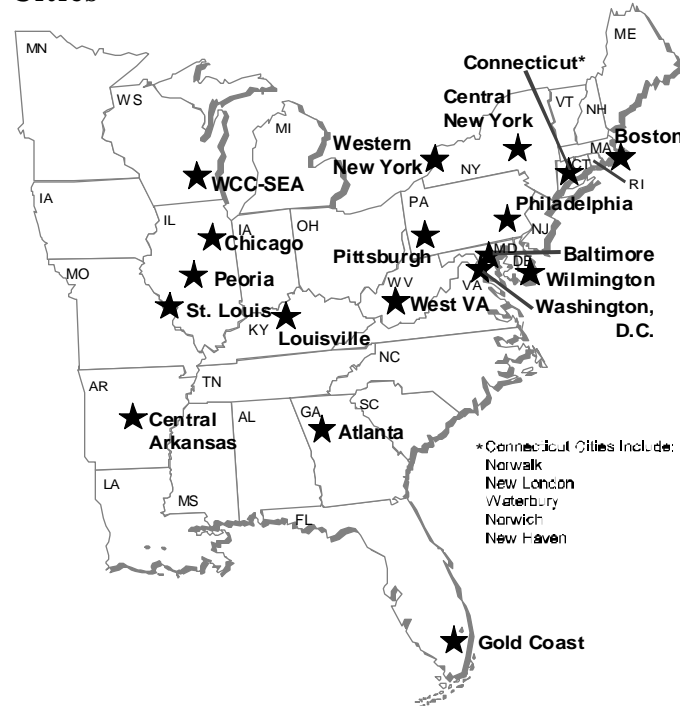 Cities
ME
MN
Connecticut*
WS
VT
Central
New York
NH
MI
Western
New York
Boston
MA
NY
CT
RI
WCC-SEA
IA
PA
Philadelphia
IL
IA
OH
NJ
Chicago
Pittsburgh
MD
Baltimore
DE
MO
Peoria
Wilmington
WV
VA
St. Louis
West VA
Washington,
D.C.
KY
Louisville
NC
TN
AR
SC
GA
AL
Central
Arkansas
Atlanta
*Connecticut Cities Include:
Norwalk
LA
New London
MS
Waterbury
Norwich
FL
New Haven
Gold Coast